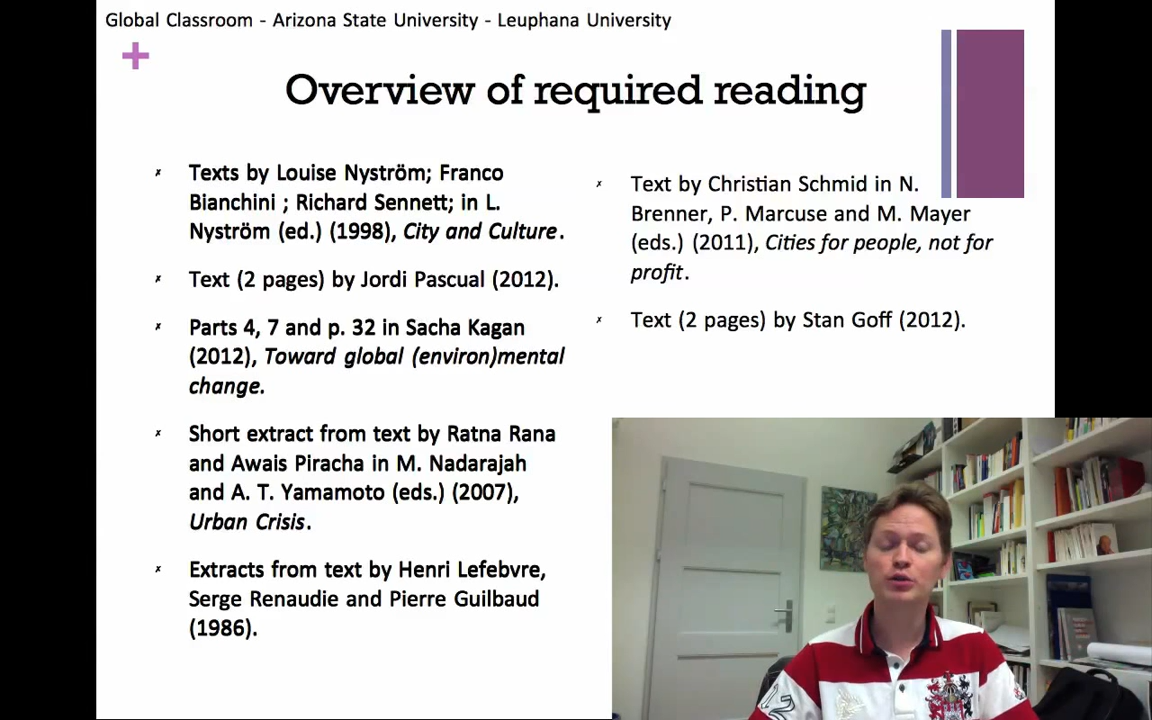 Global Classroom - Arizona State University - Leuphana University
+
Overview of required reading
✗ Texts by Louise Nyström; Franco
Bianchini ; Richard Sennett; in L.
Nyström (ed.) (1998), City and Culture.
✗ Text (2 pages) by Jordi Pascual (2012).
✗ Parts 4, 7 and p. 32 in Sacha Kagan
(2012), Toward global (environ)mental
change.
✗ Short extract from text by Ratna Rana
and Awais Piracha in M. Nadarajah
and A. T. Yamamoto (eds.) (2007),
Urban Crisis.
✗ Extracts from text by Henri Lefebvre,
Serge Renaudie and Pierre Guilbaud
(1986).
✗ Text by Christian Schmid in N.
Brenner, P. Marcuse and M. Mayer
(eds.) (2011), Cities for people, not for
profit.
✗ Text (2 pages) by Stan Goff (2012).